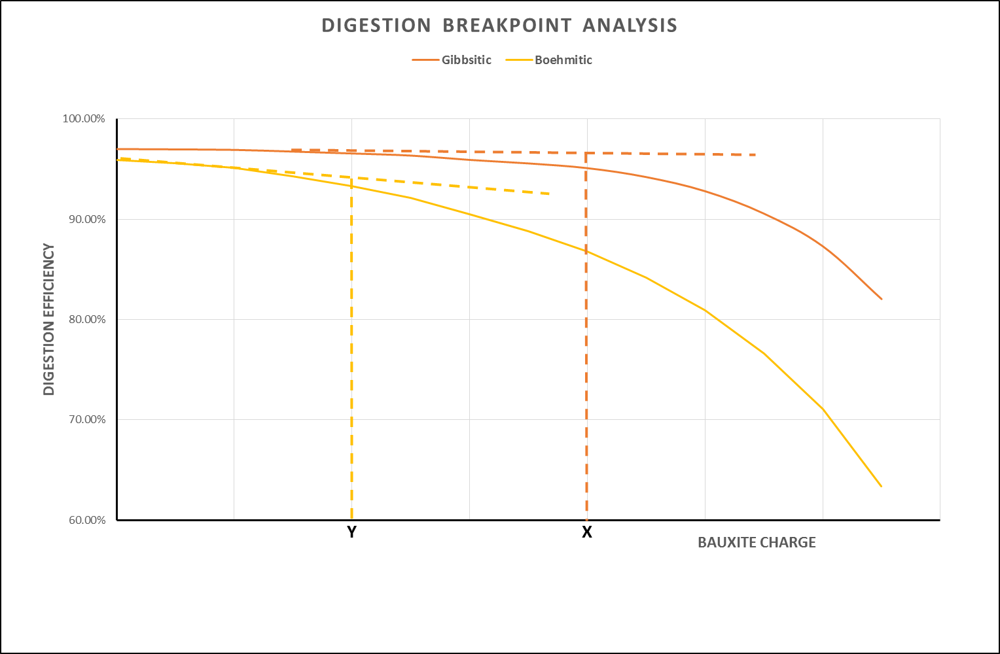 DIGESTION BREAKPOINT ANALYSIS
Gibbsitic Boehmitic
100.00%
90.00%
80.00%
70.00%
60.00%
DIGESTION EFFICIENCY
Y X
BAUXITE CHARGE